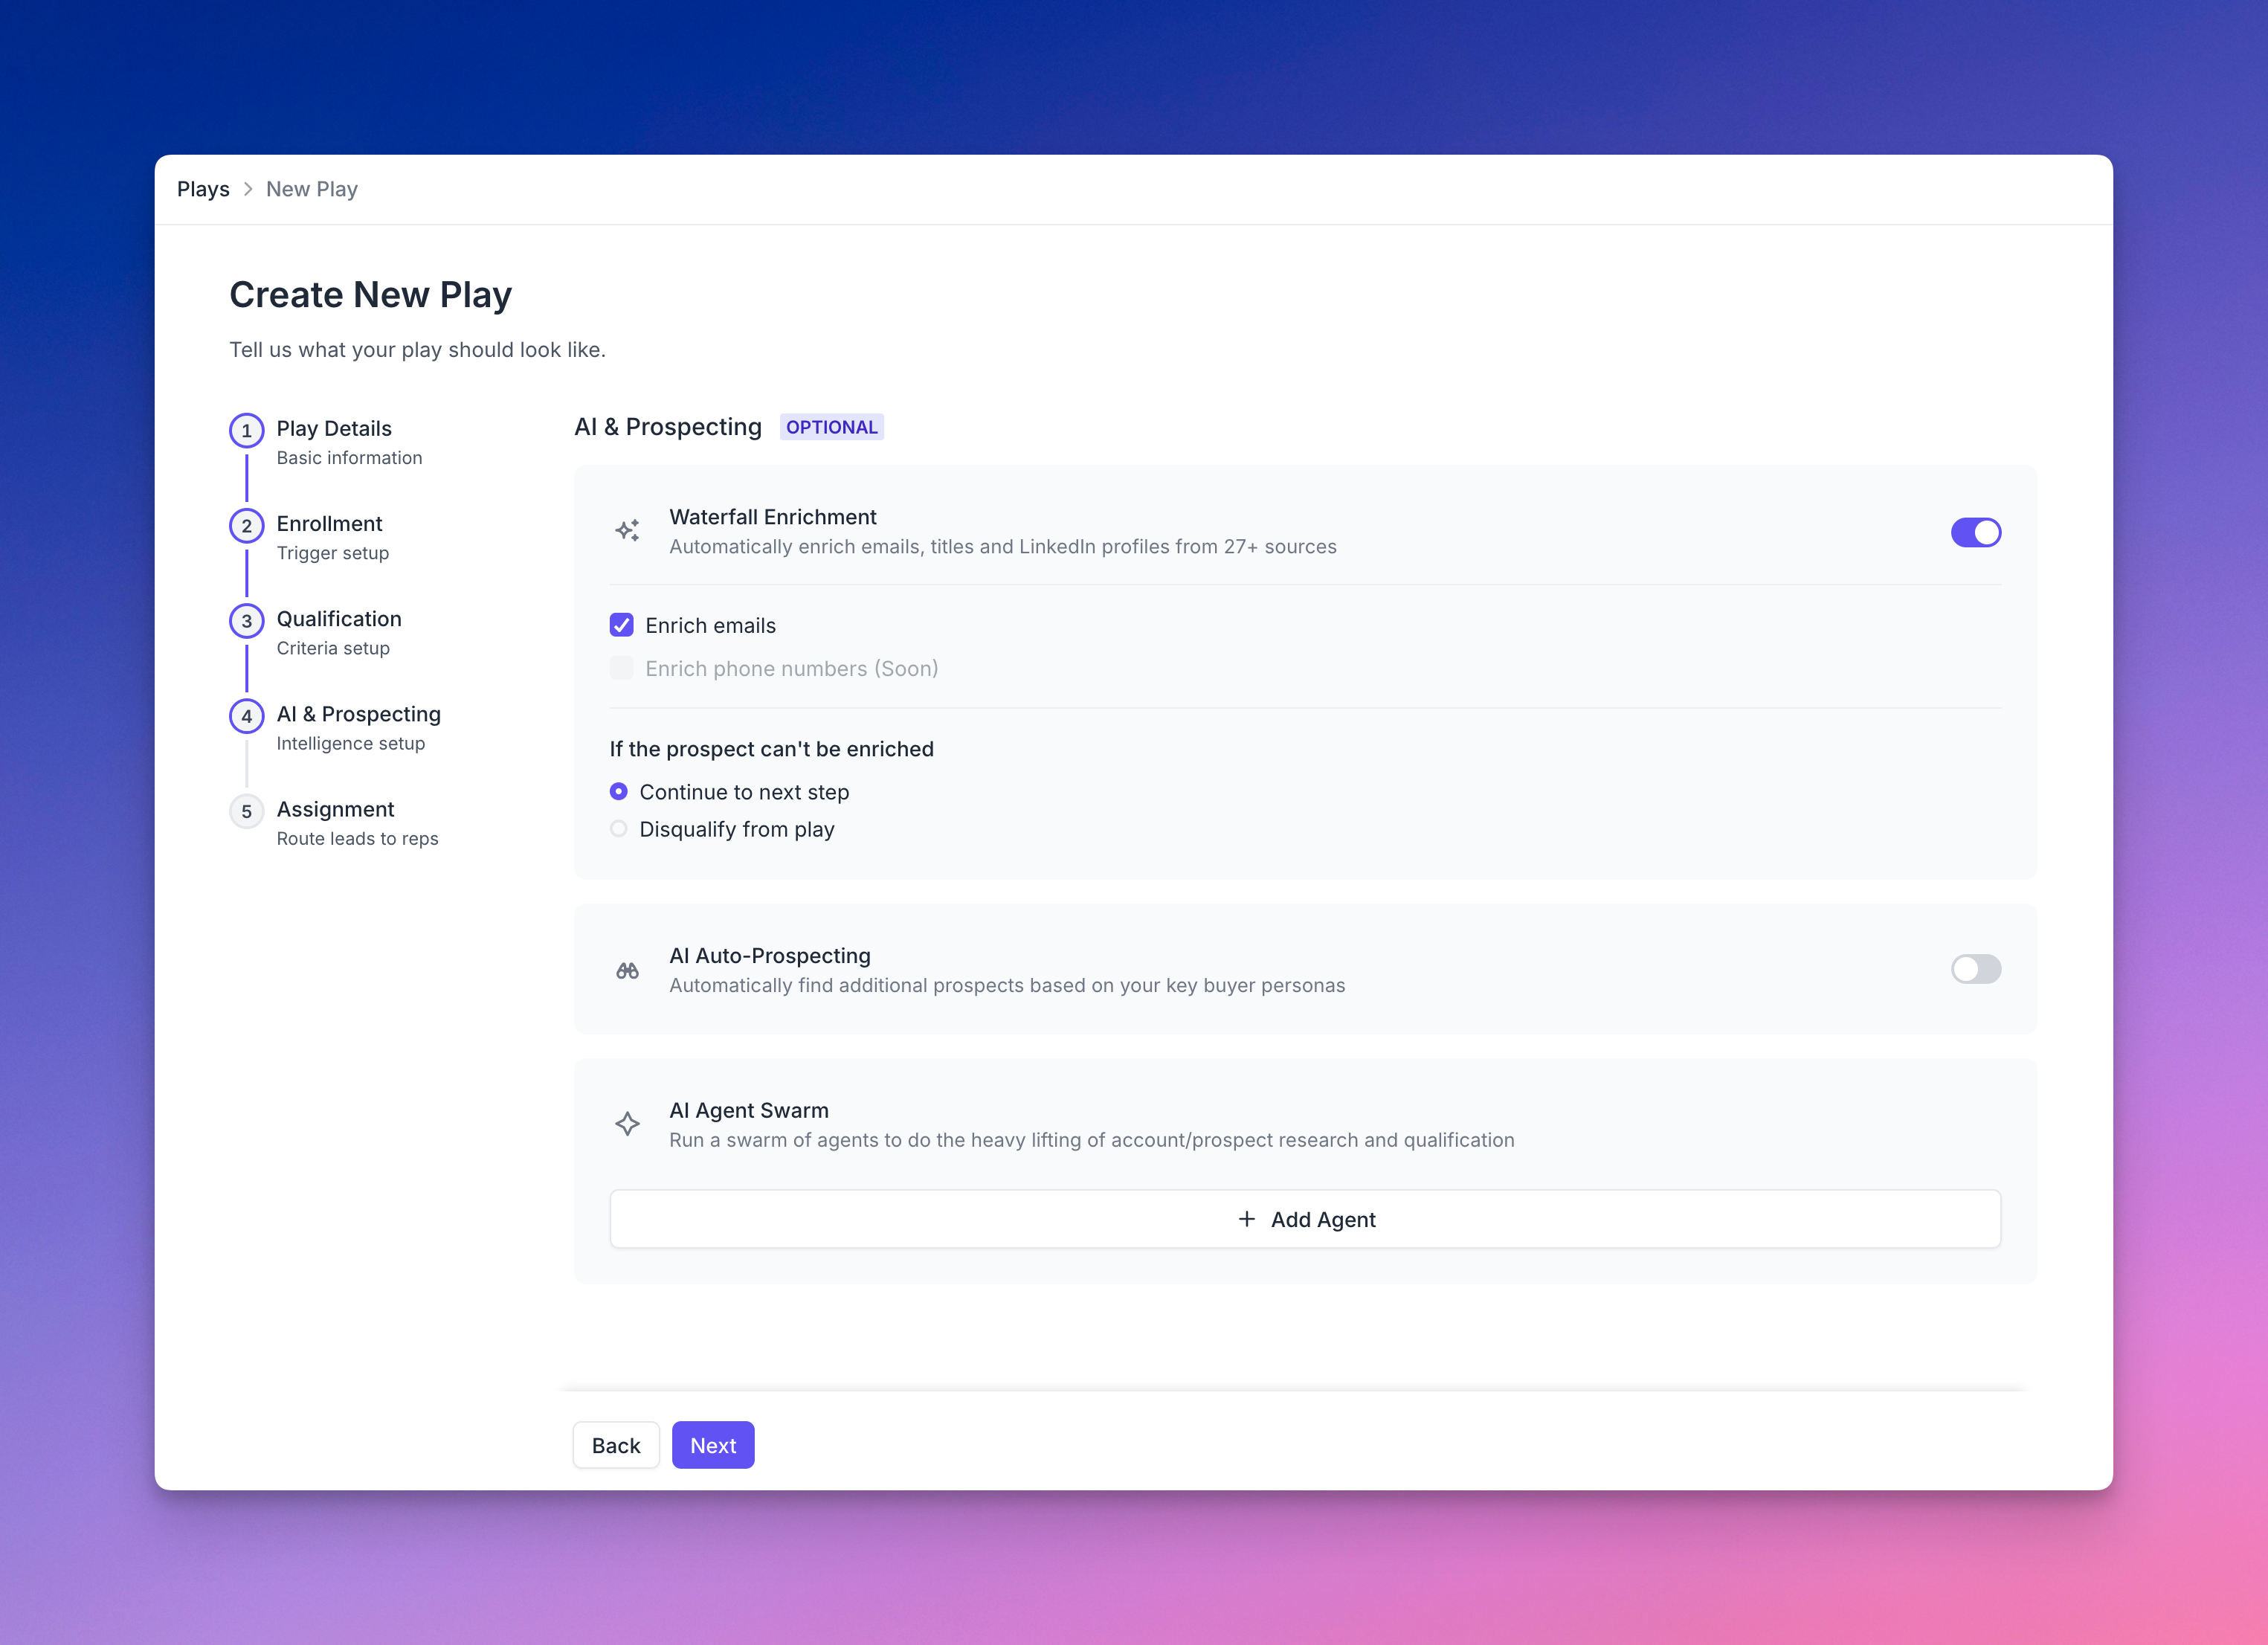 Plays > New Play
Create New Play
Tell us what your play should look like.
1 Play Details
Basic information
2 Enrollment
Trigger setup
3 Qualification
Criteria setup
4 AI & Prospecting
Intelligence setup
5 Assignment
Route leads to reps
AI & Prospecting OPTIONAL
Waterfall Enrichment
Automatically enrich emails, titles and LinkedIn profiles from 27+ sources
Enrich emails
Enrich phone numbers (Soon)
If the prospect can't be enriched
Continue to next step
Disqualify from play
AI Auto-Prospecting
Automatically find additional prospects based on your key buyer personas
AI Agent Swarm
Run a swarm of agents to do the heavy lifting of account/prospect research and qualification
+ Add Agent
Back Next